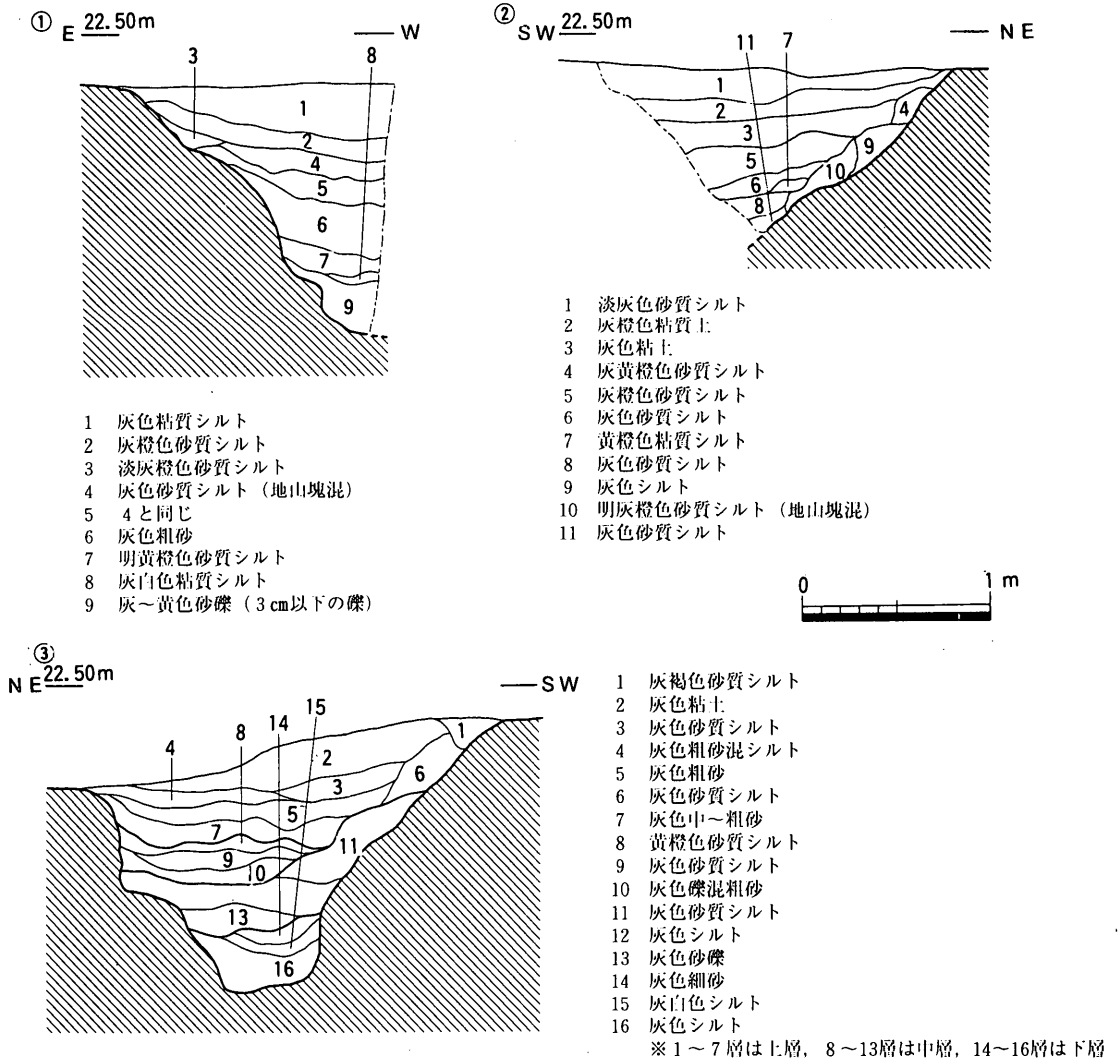 ①
E 22.50m W
3 8
1
2
4
5
6
7
9
1 灰色粘質シルト
2 灰橙色砂質シルト
3 淡灰橙色砂質シルト
4 灰色砂質シルト（地山塊混）
5 4と同じ
6 灰色粗砂
7 明黄橙色砂質シルト
8 灰白色粘質シルト
9 灰～黄色砂礫（3㎝以下の礫）
②
SW 22.50m NE
11 7
1
2 4
3
9
5
10
6
8
1 淡灰色砂質シルト
2 灰橙色粘質土
3 灰色粘土
4 灰黄橙色砂質シルト
5 灰橙色砂質シルト
6 灰色砂質シルト
7 黄橙色粘質シルト
8 灰色砂質シルト
9 灰色シルト
10 明灰橙色砂質シルト（地山塊混）
11 灰色砂質シルト
0 1 m
③
NE 22.50m SW
4 8 14 15
1
2
6
3
5
7
11
9
10
13
16
1 灰褐色砂質シルト
2 灰色粘土
3 灰色砂質シルト
4 灰色粗砂混シルト
5 灰色粗砂
6 灰色砂質シルト
7 灰色中～粗砂
8 黄橙色砂質シルト
9 灰色砂質シルト
10 灰色礫混粗砂
11 灰色砂質シルト
12 灰色シルト
13 灰色砂礫
14 灰色細砂
15 灰白色シルト
16 灰色シルト
※1～7層は上層，8～13層は中層，14～16層は下層